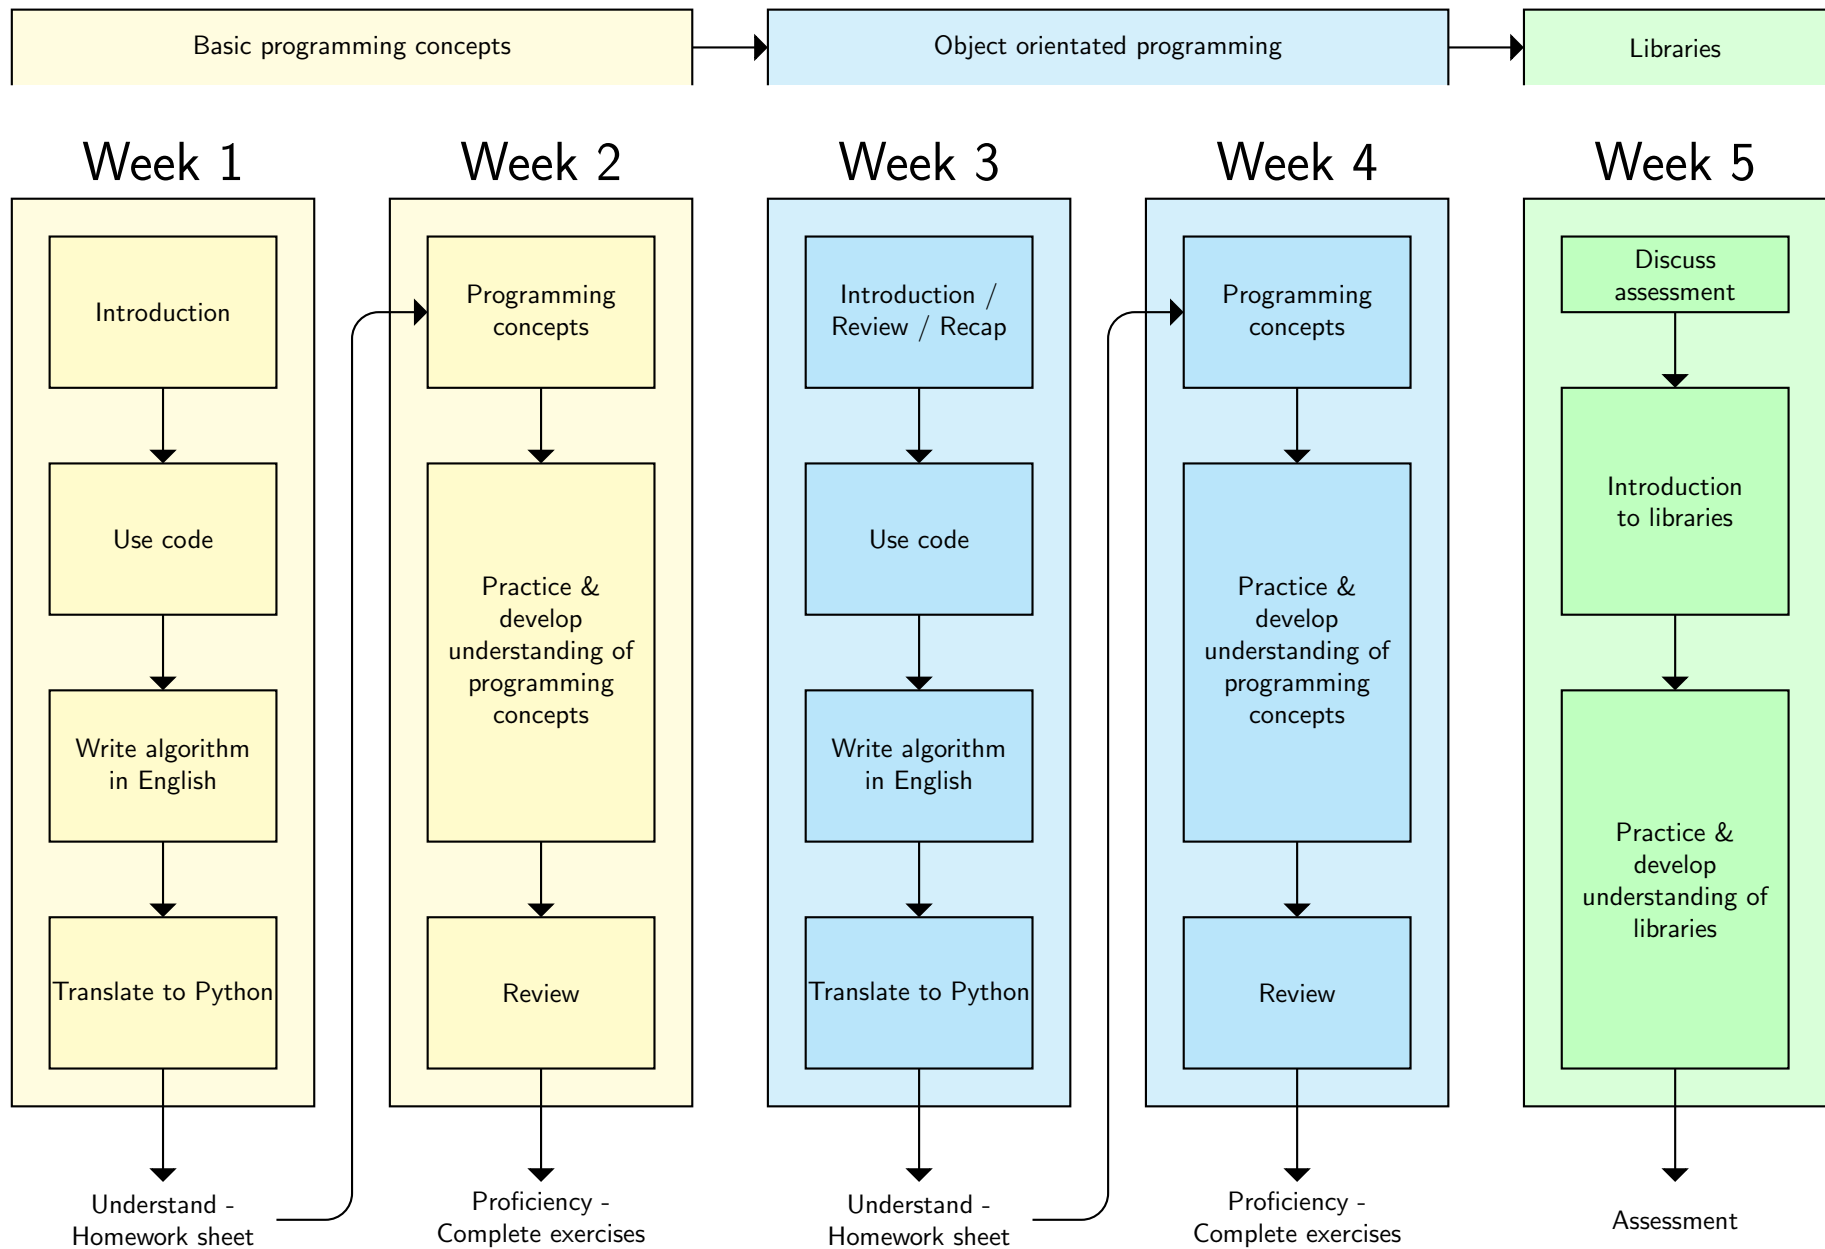 Basic programming concepts
Object orientated programming
Libraries
Week 1
Week 2
Week 3
Week 4
Week 5
Introduction
Use code
Write algorithm
in English
Translate to Python
Understand -
Homework sheet
Programming
concepts
Practice &
develop
understanding of
programming
concepts
Review
Proficiency -
Complete exercises
Introduction /
Review / Recap
Use code
Write algorithm
in English
Translate to Python
Understand -
Homework sheet
Programming
concepts
Practice &
develop
understanding of
programming
concepts
Review
Proficiency -
Complete exercises
Discuss
assessment
Introduction
to libraries
Practice &
develop
understanding of
libraries
Assessment